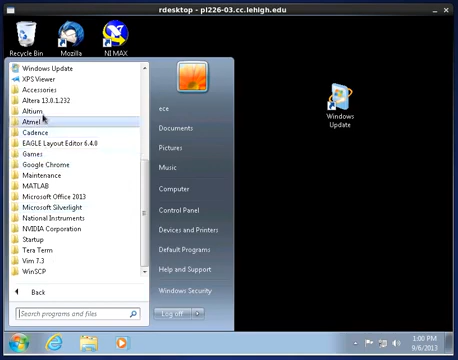 rdesktop - pl226-03.cc.lehigh.edu
Recycle Bin
Mozilla
NI MAX
Windows Update
XPS Viewer
Accessories
Altera 13.0.1.232
Altium
Atmel
Cadence
EAGLE Layout Editor 6.4.0
Games
Google Chrome
Maintenance
MATLAB
Microsoft Office 2013
Microsoft Silverlight
National Instruments
NVIDIA Corporation
Startup
Tera Term
Vim 7.3
WinSCP
Back
Search programs and files
ece
Documents
Pictures
Music
Computer
Control Panel
Devices and Printers
Default Programs
Help and Support
Windows Security
Log off
Windows
Update
1:00 PM
9/6/2013